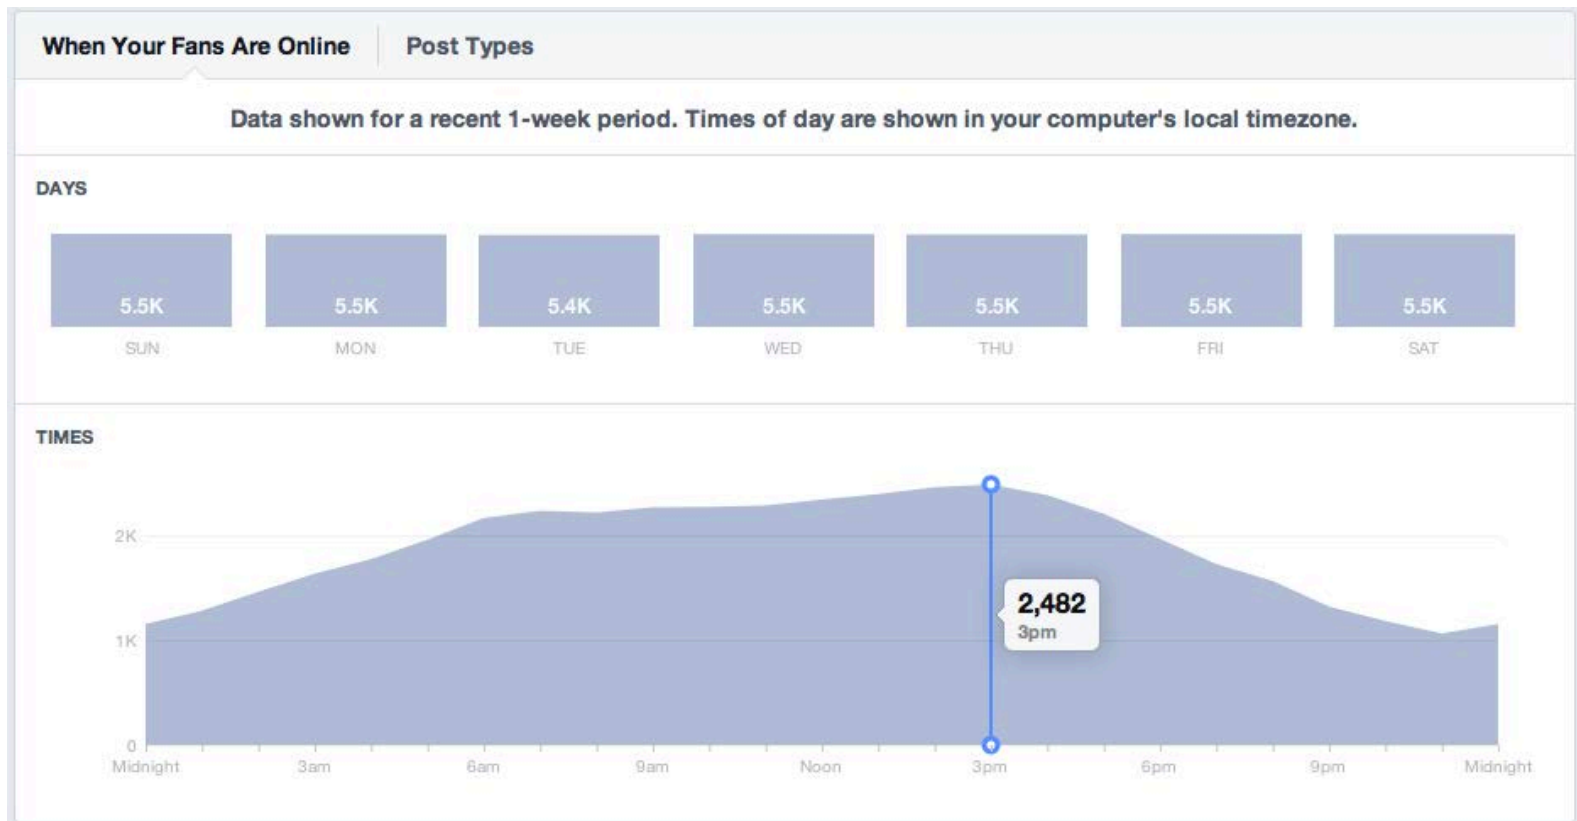 When Your Fans Are Online Post Types
Data shown for a recent 1-week period. Times of day are shown in your computer's local timezone.
DAYS
5.5K 5.5K 5.4K 5.5K 5.5K 5.5K 5.5K
SUN MON TUE WED THU FRI SAT
TIMES
2K
2,482
3pm
1K
0
Midnight 3am 6am 9am Noon 3pm 6pm 9pm Midnight